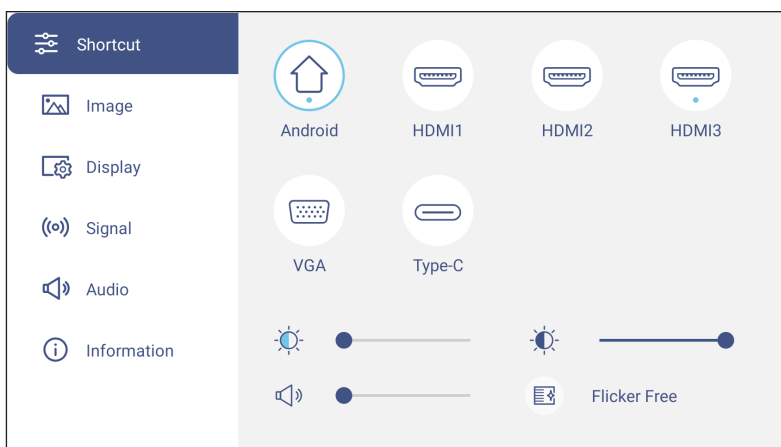 Shortcut
Image
Display
Signal
Audio
Information
Android
HDMI1
HDMI2
HDMI3
VGA
Type-C
Flicker Free